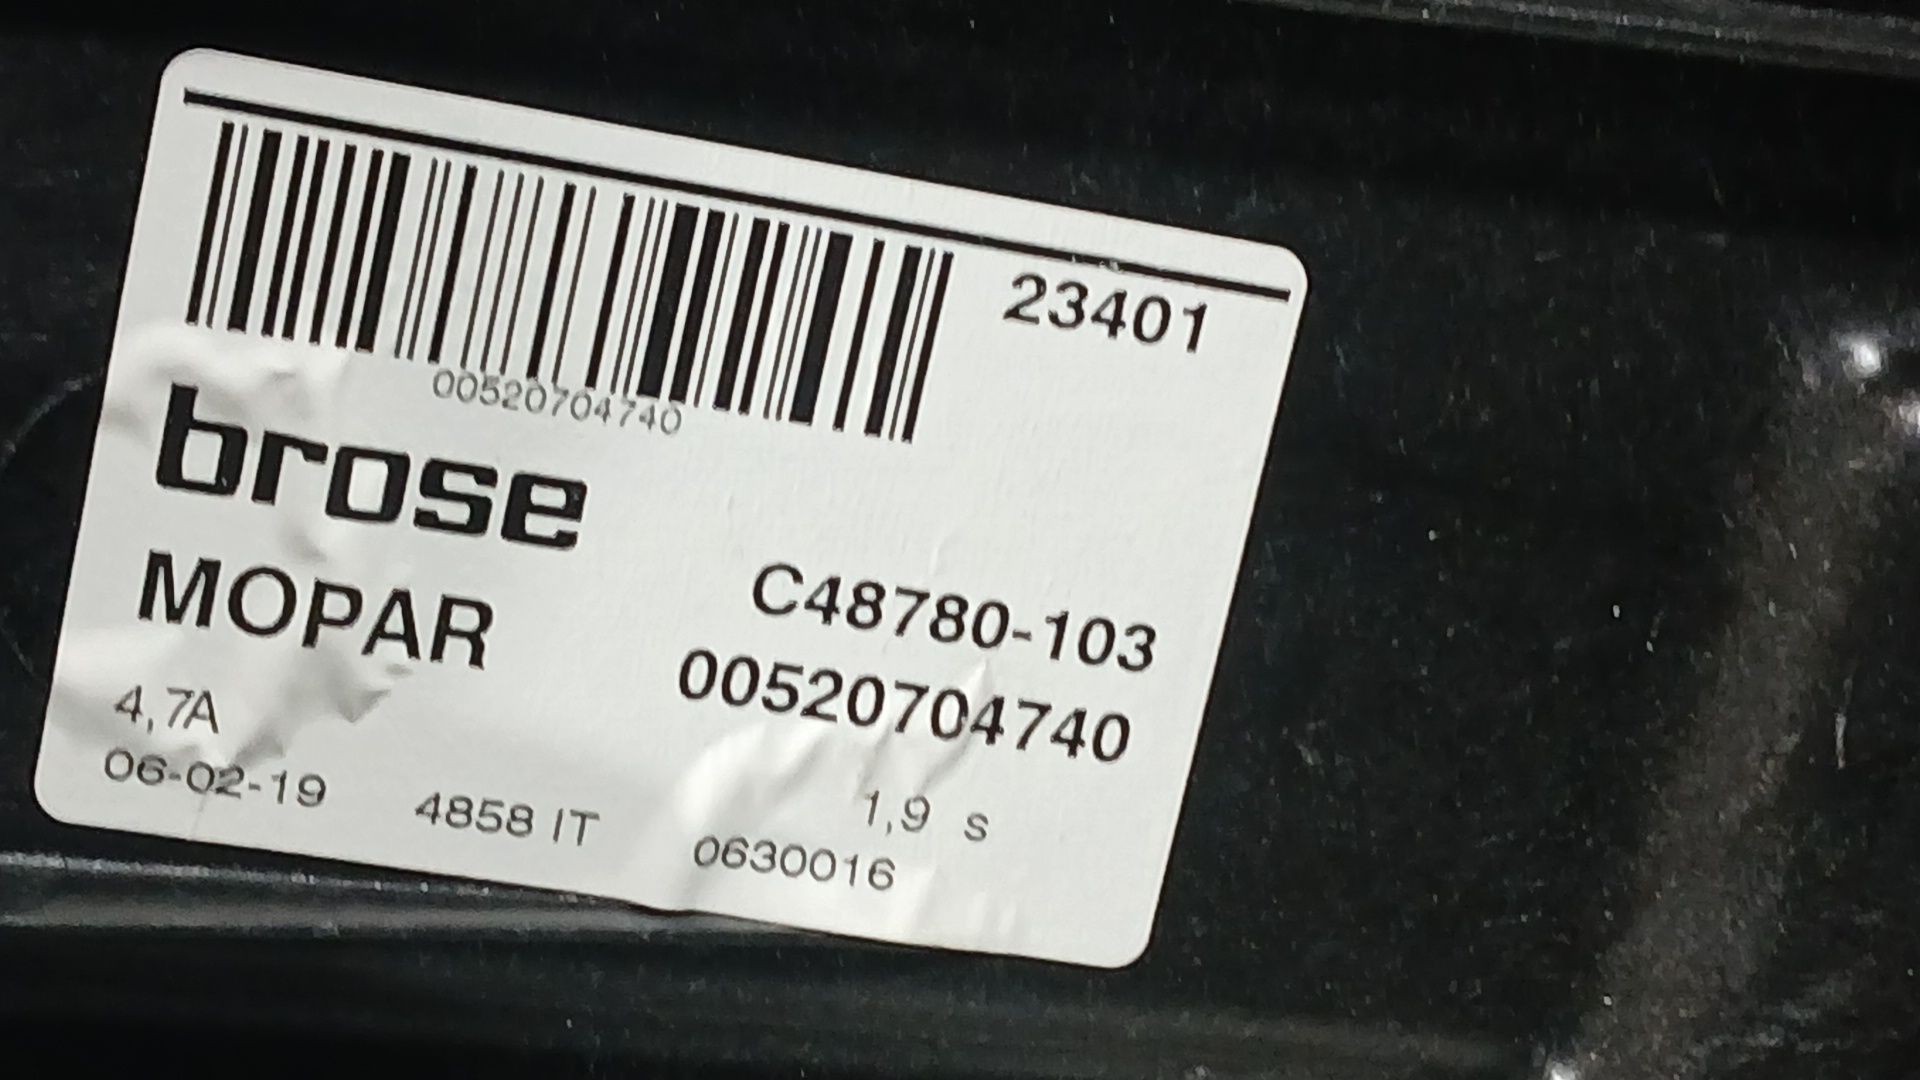 23401
00520704740
brose
MOPAR C48780-103
00520704740
4,7A 1,9 s
06-02-19 4858 IT 0630016